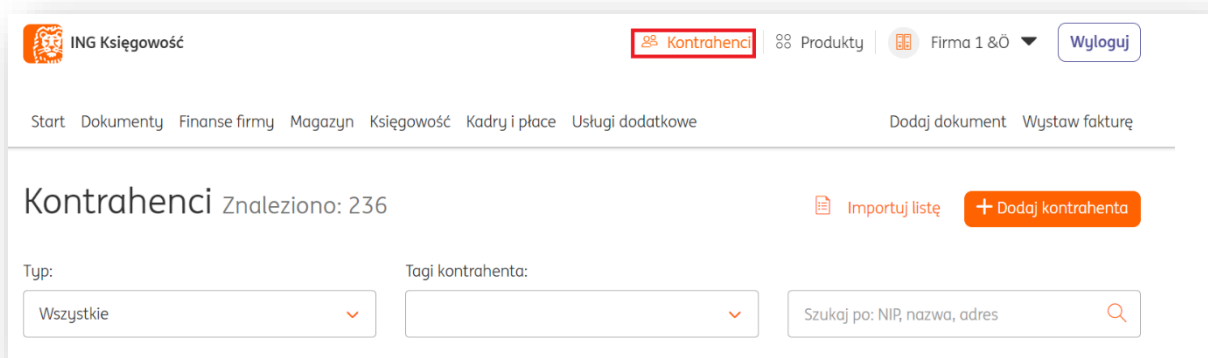 ING Księgowość Kontrahenci Produkty Firma 1 &Ö Wyloguj
Start Dokumenty Finanse firmy Magazyn Księgowość Kadry i płace Usługi dodatkowe Dodaj dokument Wystaw fakturę
Kontrahenci Znaleziono: 236 Importuj listę + Dodaj kontrahenta
Typ: Tagi kontrahenta:
Wszystkie Szukaj po: NIP, nazwa, adres